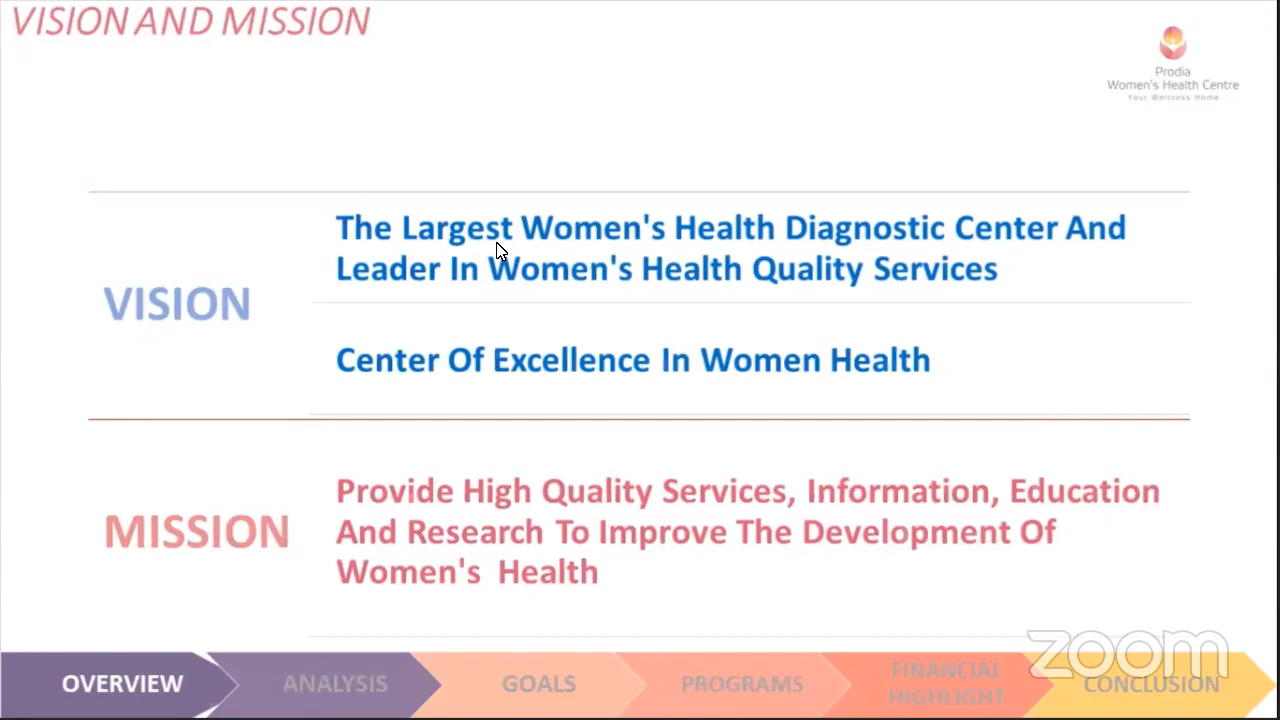 VISION AND MISSION
Prodia
Women's Health Centre
Your Wellness Home
The Largest Women's Health Diagnostic Center And
Leader In Women's Health Quality Services
VISION
Center Of Excellence In Women Health
Provide High Quality Services, Information, Education
MISSION
And Research To Improve The Development Of
Women's Health
OVERVIEW
ANALYSIS
GOALS
PROGRAMS
FINANCIAL
HIGHLIGHT
CONCLUSION
zoom